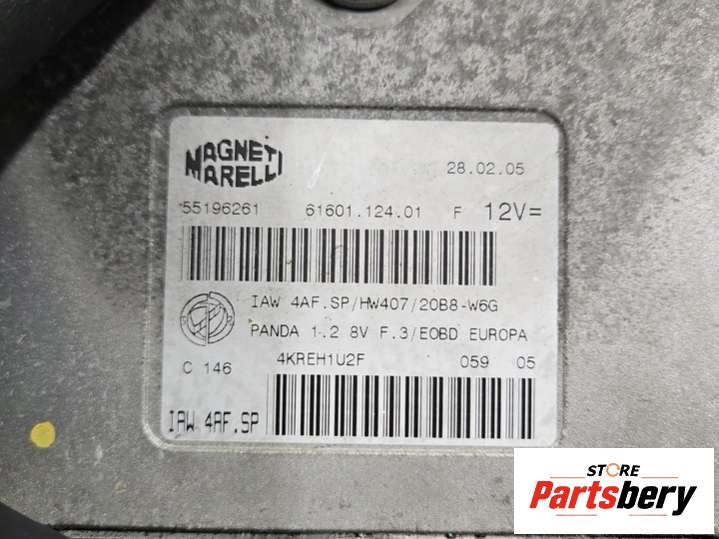 MAGNETI
MARELLI
28.02.05
55196261 61601.124.01 F 12V=
IAW 4AF.SP/HW407/20B8-W6G
PANDA 1.2 8V F.3/EOBD EUROPA
C 146 4KREH1U2F 059 05
IAW 4AF.SP
STORE
Partsbery